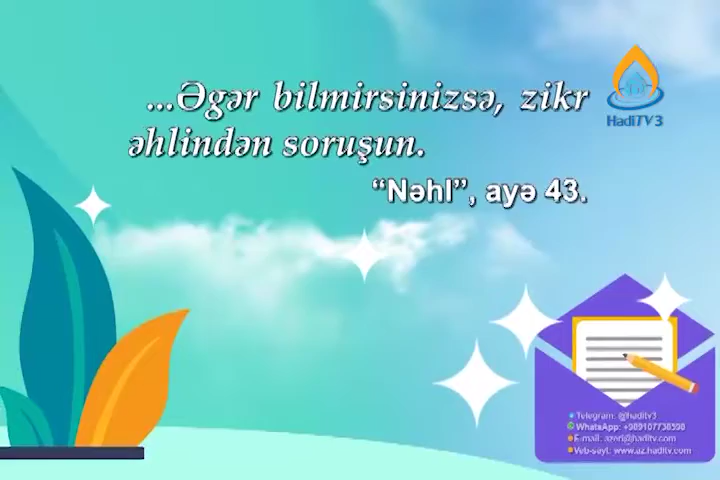 ...Əgər bilmirsinizsə, zikr
əhlindən soruşun.
“Nəhl”, ayə 43.
HadiTV3
Telegram: @haditv3
WhatsApp: +989107736598
E-mail: azeri@haditv.com
Veb-sayt: www.az.haditv.com